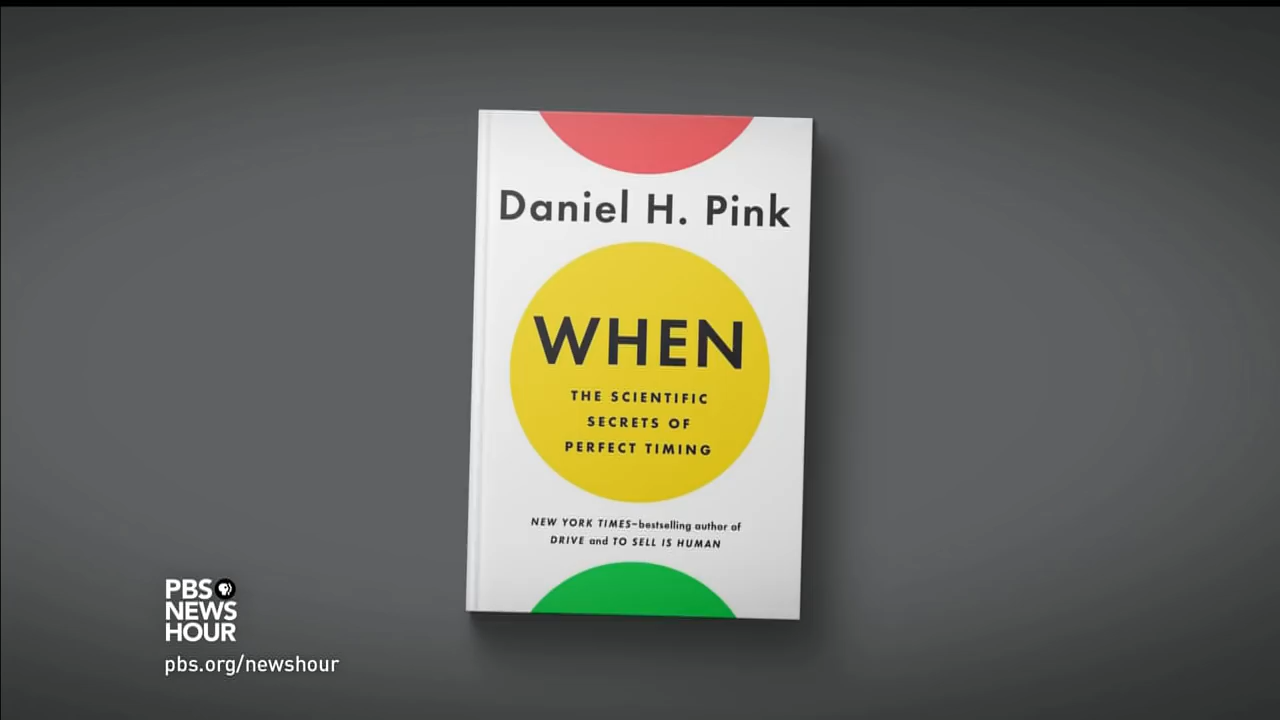 Daniel H. Pink
WHEN
THE SCIENTIFIC
SECRETS OF
PERFECT TIMING
NEW YORK TIMES–bestselling author of
DRIVE and TO SELL IS HUMAN
PBS
NEWS
HOUR
pbs.org/newshour